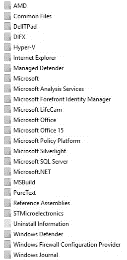 AMD
Common Files
DellTPad
DIFX
Hyper-V
Internet Explorer
Managed Defender
Microsoft
Microsoft Analysis Services
Microsoft Forefront Identity Manager
Microsoft LifeCam
Microsoft Office
Microsoft Office 15
Microsoft Policy Platform
Microsoft Silverlight
Microsoft SQL Server
Microsoft.NET
MSBuild
PureText
Reference Assemblies
STMicroelectronics
Uninstall Information
Windows Defender
Windows Firewall Configuration Provider
Windows Journal